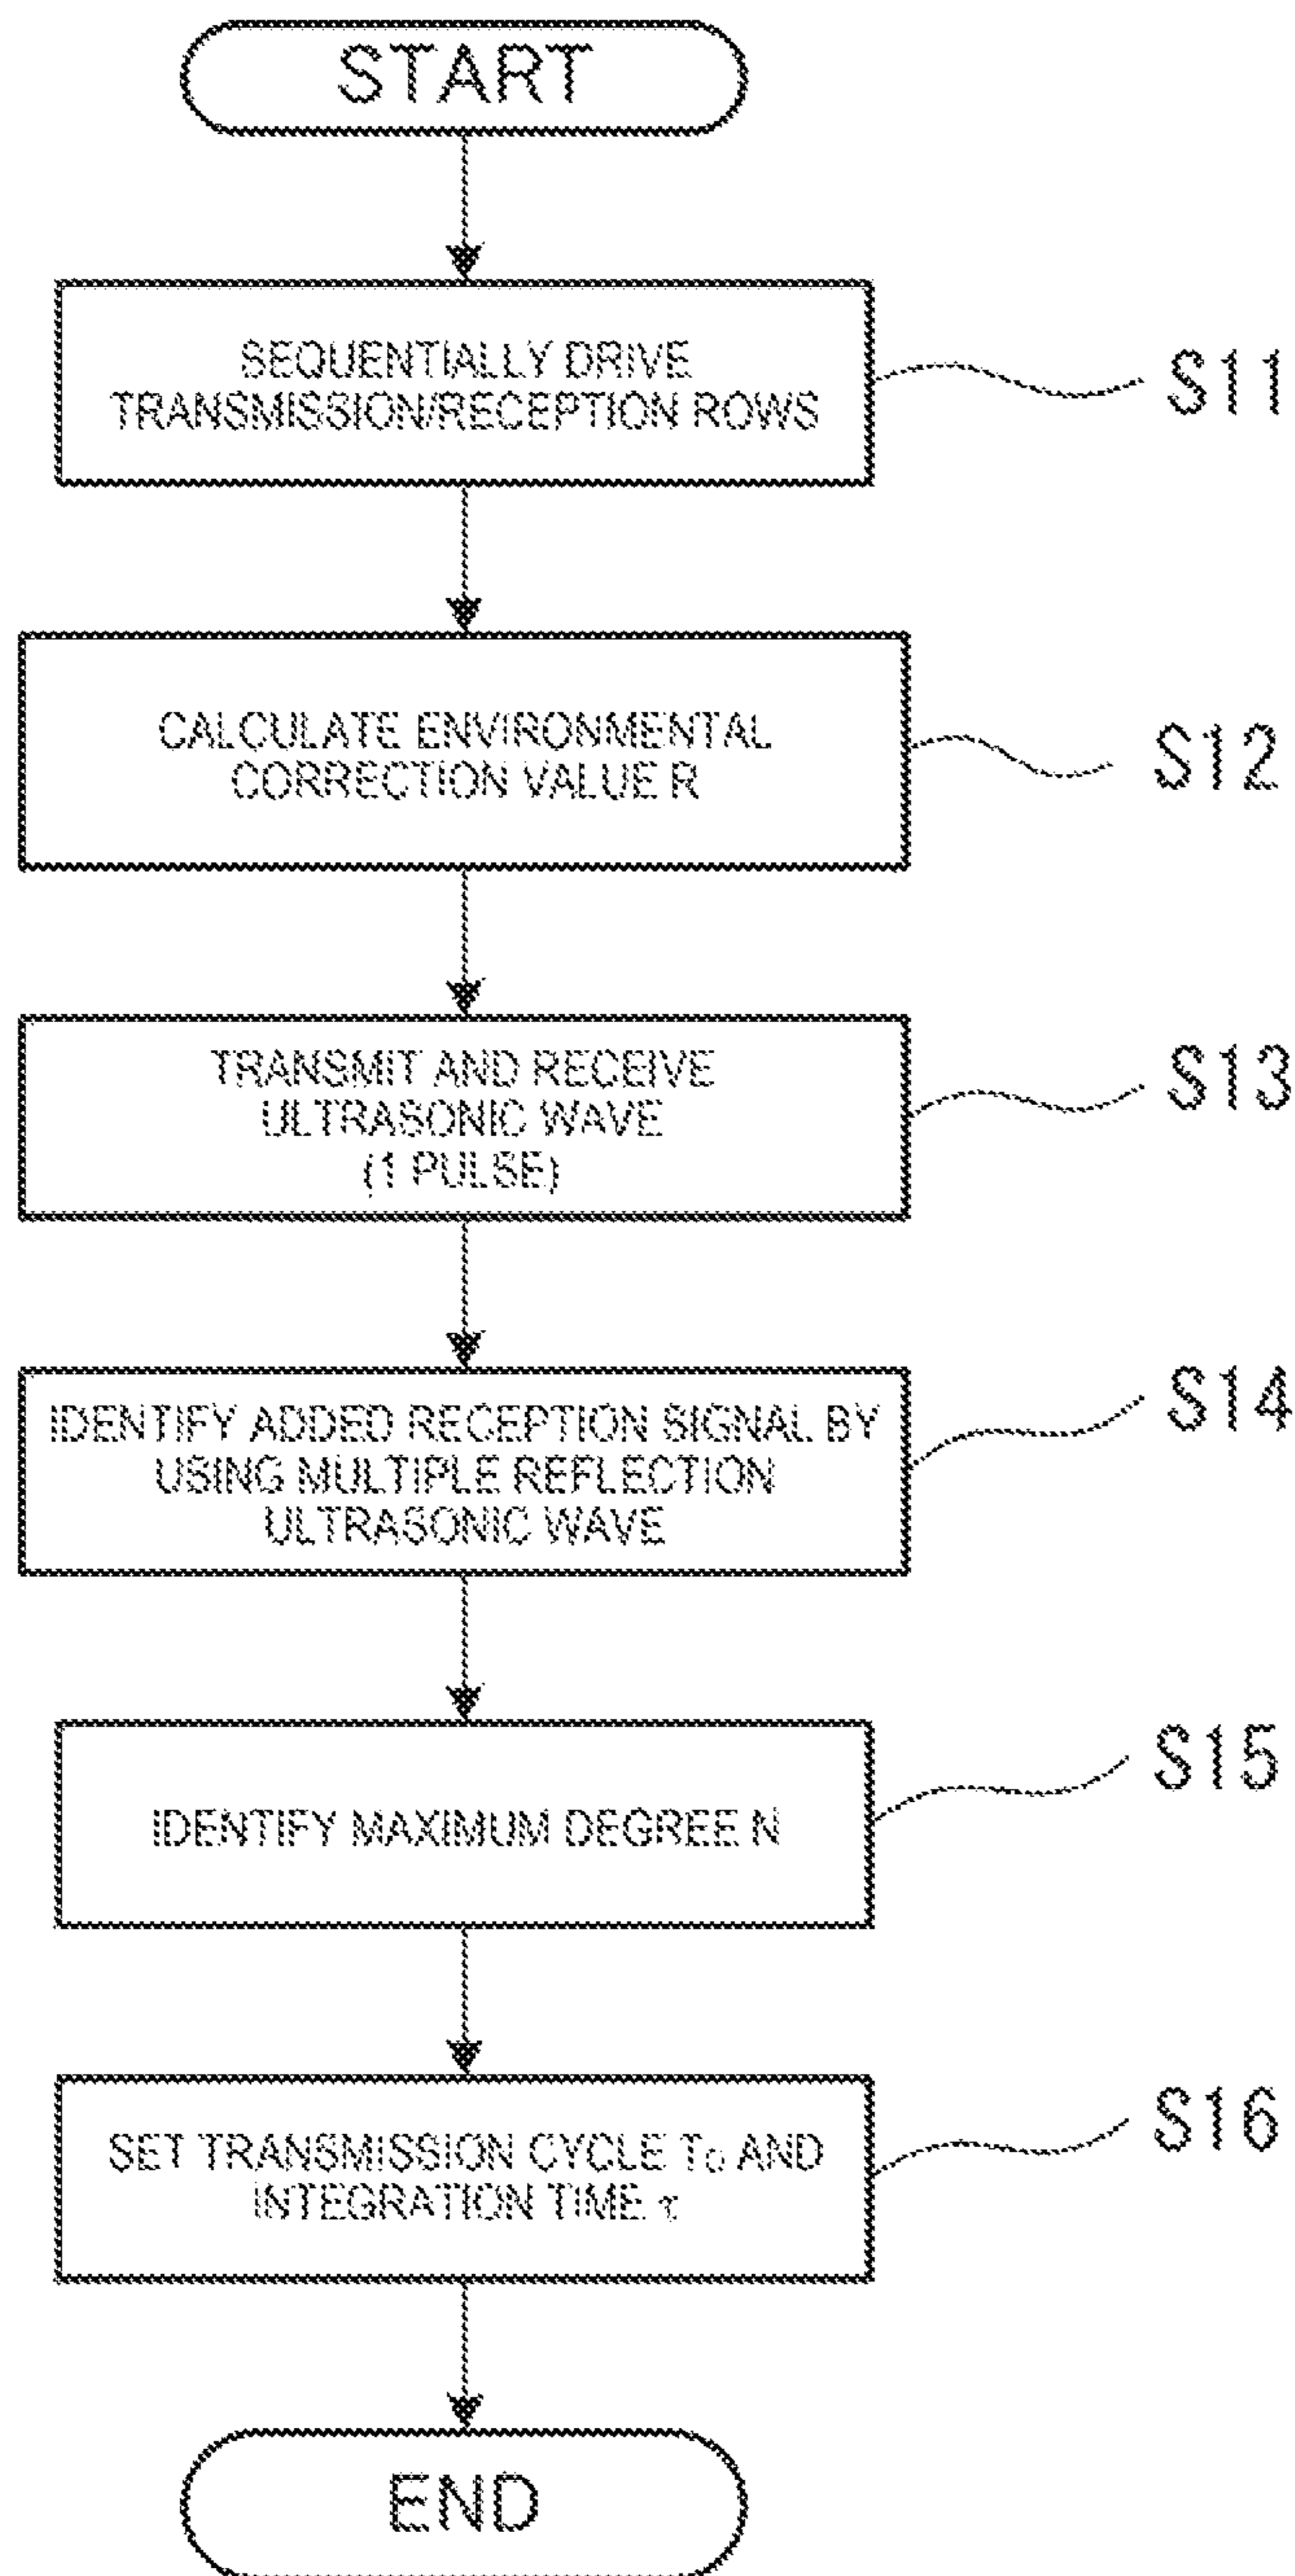 START
SEQUENTIALLY DRIVE
TRANSMISSION/RECEPTION ROWS
S11
CALCULATE ENVIRONMENTAL
CORRECTION VALUE R
S12
TRANSMIT AND RECEIVE
ULTRASONIC WAVE
(1 PULSE)
S13
IDENTIFY ADDED RECEPTION SIGNAL BY
USING MULTIPLE REFLECTION
ULTRASONIC WAVE
S14
IDENTIFY MAXIMUM DEGREE N
S15
SET TRANSMISSION CYCLE T₀ AND
INTEGRATION TIME τ
S16
END